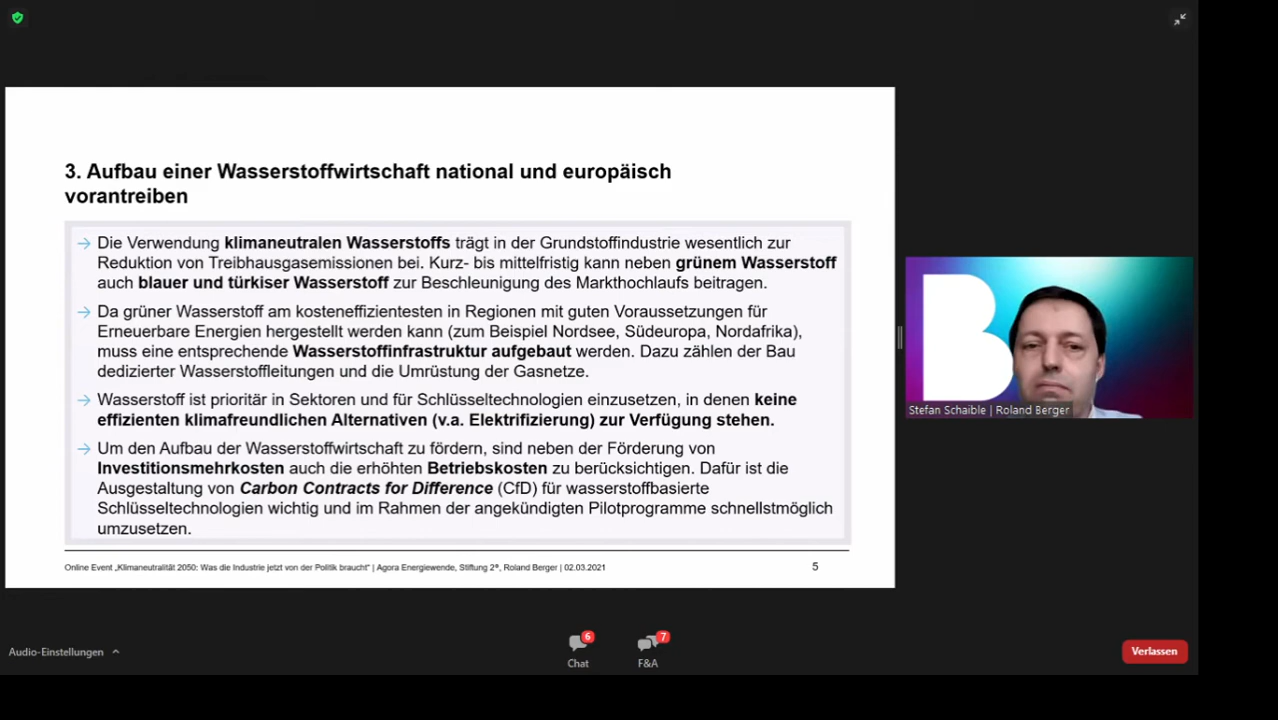 3. Aufbau einer Wasserstoffwirtschaft national und europäisch
vorantreiben
→ Die Verwendung klimaneutralen Wasserstoffs trägt in der Grundstoffindustrie wesentlich zur
Reduktion von Treibhausgasemissionen bei. Kurz- bis mittelfristig kann neben grünem Wasserstoff
auch blauer und türkiser Wasserstoff zur Beschleunigung des Markthochlaufs beitragen.
→ Da grüner Wasserstoff am kosteneffizientesten in Regionen mit guten Voraussetzungen für
Erneuerbare Energien hergestellt werden kann (zum Beispiel Nordsee, Südeuropa, Nordafrika),
muss eine entsprechende Wasserstoffinfrastruktur aufgebaut werden. Dazu zählen der Bau
dedizierter Wasserstoffleitungen und die Umrüstung der Gasnetze.
→ Wasserstoff ist prioritär in Sektoren und für Schlüsseltechnologien einzusetzen, in denen keine
effizienten klimafreundlichen Alternativen (v.a. Elektrifizierung) zur Verfügung stehen.
→ Um den Aufbau der Wasserstoffwirtschaft zu fördern, sind neben der Förderung von
Investitionsmehrkosten auch die erhöhten Betriebskosten zu berücksichtigen. Dafür ist die
Ausgestaltung von Carbon Contracts for Difference (CfD) für wasserstoffbasierte
Schlüsseltechnologien wichtig und im Rahmen der angekündigten Pilotprogramme schnellstmöglich
umzusetzen.
Online Event „Klimaneutralität 2050: Was die Industrie jetzt von der Politik braucht“ | Agora Energiewende, Stiftung 2°, Roland Berger | 02.03.2021
5
B
Stefan Schaible | Roland Berger
Audio-Einstellungen
6
Chat
7
F&A
Verlassen